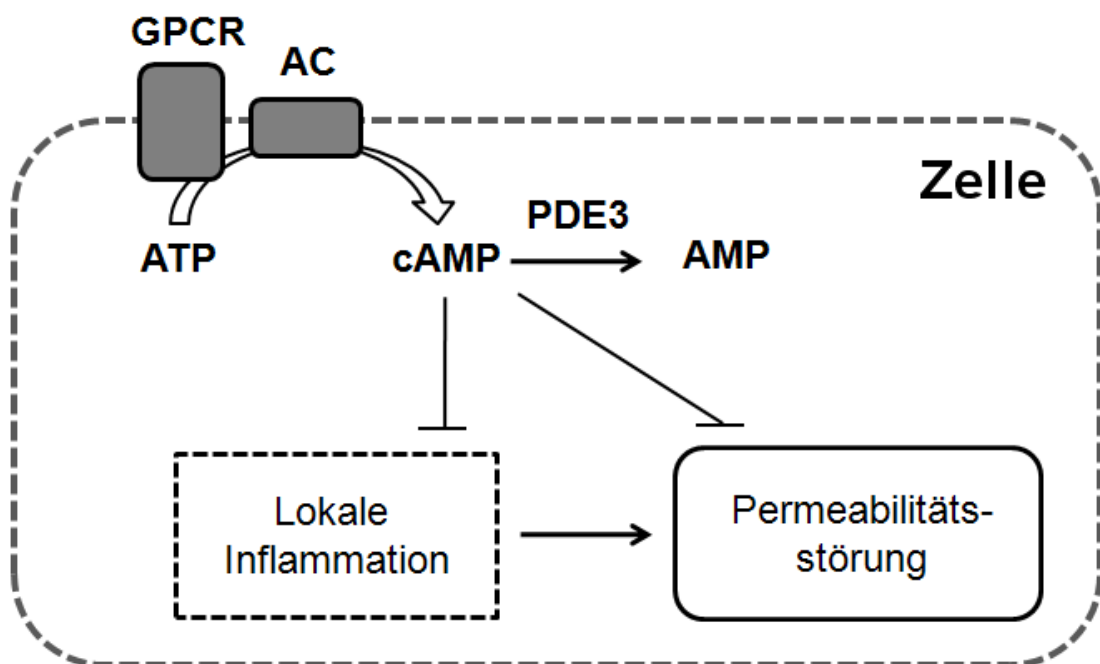 GPCR
AC
Zelle
PDE3
ATP
cAMP
AMP
Lokale
Inflammation
Permeabilitäts-
störung